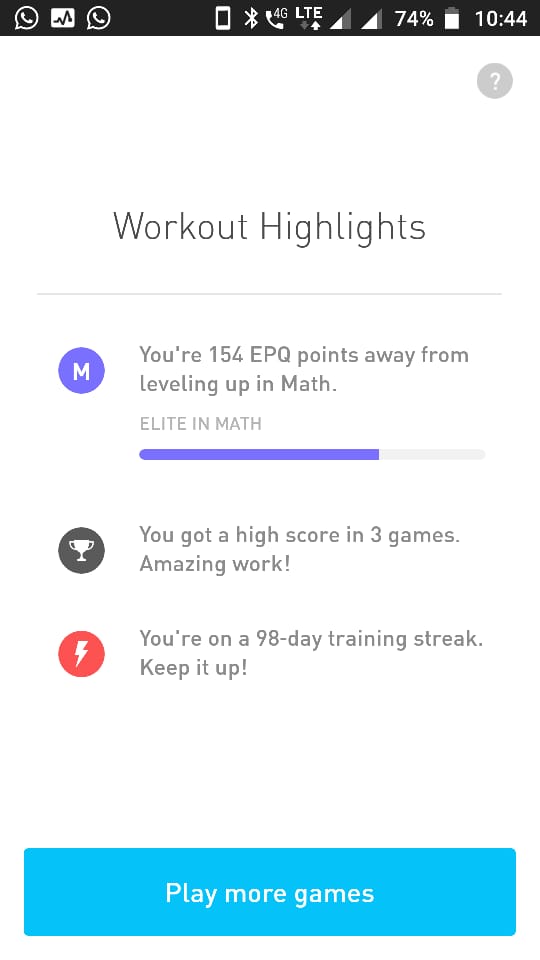 4G LTE 74% 10:44
?
Workout Highlights
M
You're 154 EPQ points away from
leveling up in Math.
ELITE IN MATH
You got a high score in 3 games.
Amazing work!
You're on a 98-day training streak.
Keep it up!
Play more games